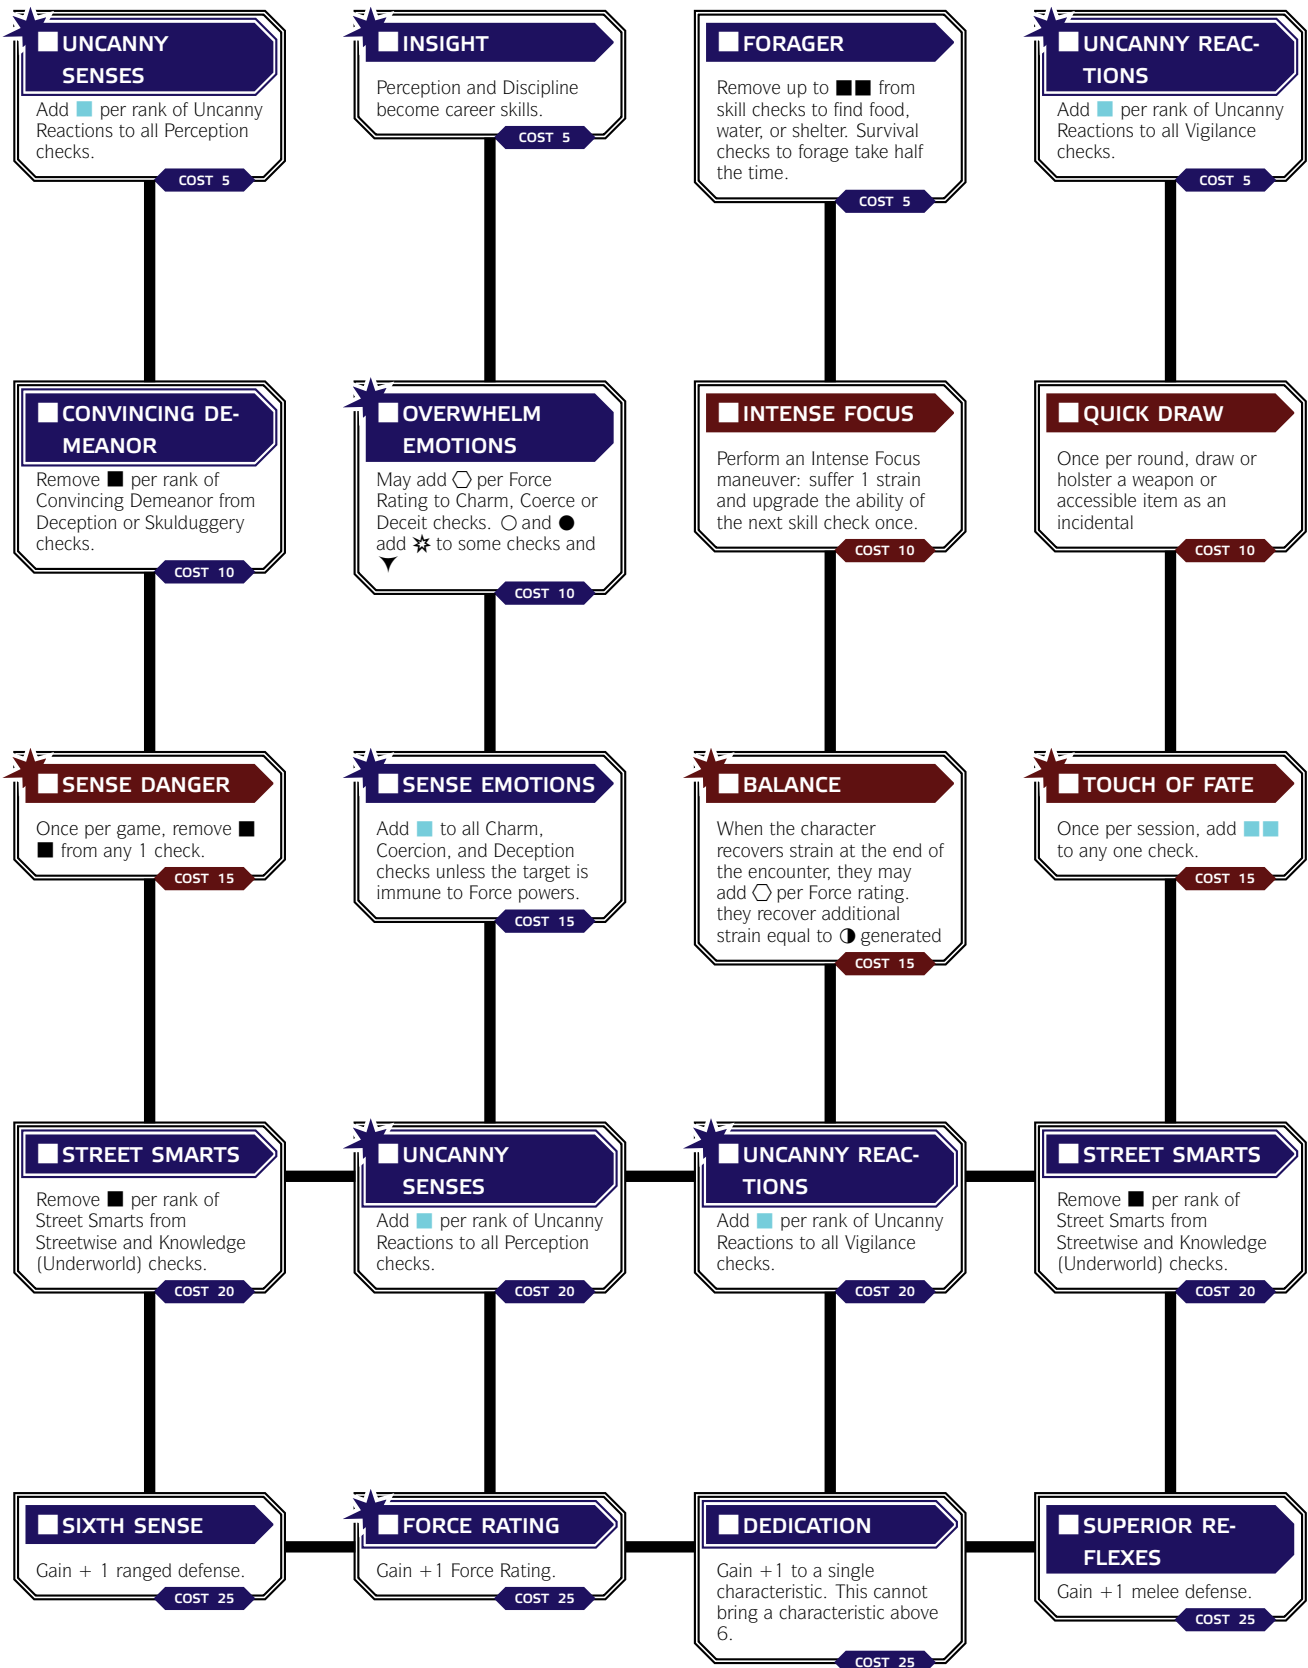 UNCANNY
SENSES
Add per rank of Uncanny
Reactions to all Perception
checks.
COST 5
INSIGHT
Perception and Discipline
become career skills.
COST 5
FORAGER
Remove up to from
skill checks to find food,
water, or shelter. Survival
checks to forage take half
the time.
COST 5
UNCANNY REAC-
TIONS
Add per rank of Uncanny
Reactions to all Vigilance
checks.
COST 5
CONVINCING DE-
MEANOR
Remove per rank of
Convincing Demeanor from
Deception or Skulduggery
checks.
COST 10
OVERWHELM
EMOTIONS
May add per Force
Rating to Charm, Coerce or
Deceit checks. and
add to some checks and
COST 10
INTENSE FOCUS
Perform an Intense Focus
maneuver: suffer 1 strain
and upgrade the ability of
the next skill check once.
COST 10
QUICK DRAW
Once per round, draw or
holster a weapon or
accessible item as an
incidental
COST 10
SENSE DANGER
Once per game, remove
from any 1 check.
COST 15
SENSE EMOTIONS
Add to all Charm,
Coercion, and Deception
checks unless the target is
immune to Force powers.
COST 15
BALANCE
When the character
recovers strain at the end of
the encounter, they may
add per Force rating.
they recover additional
strain equal to generated
COST 15
TOUCH OF FATE
Once per session, add
to any one check.
COST 15
STREET SMARTS
Remove per rank of
Street Smarts from
Streetwise and Knowledge
(Underworld) checks.
COST 20
UNCANNY
SENSES
Add per rank of Uncanny
Reactions to all Perception
checks.
COST 20
UNCANNY REAC-
TIONS
Add per rank of Uncanny
Reactions to all Vigilance
checks.
COST 20
STREET SMARTS
Remove per rank of
Street Smarts from
Streetwise and Knowledge
(Underworld) checks.
COST 20
SIXTH SENSE
Gain + 1 ranged defense.
COST 25
FORCE RATING
Gain +1 Force Rating.
COST 25
DEDICATION
Gain +1 to a single
characteristic. This cannot
bring a characteristic above
6.
COST 25
SUPERIOR RE-
FLEXES
Gain +1 melee defense.
COST 25